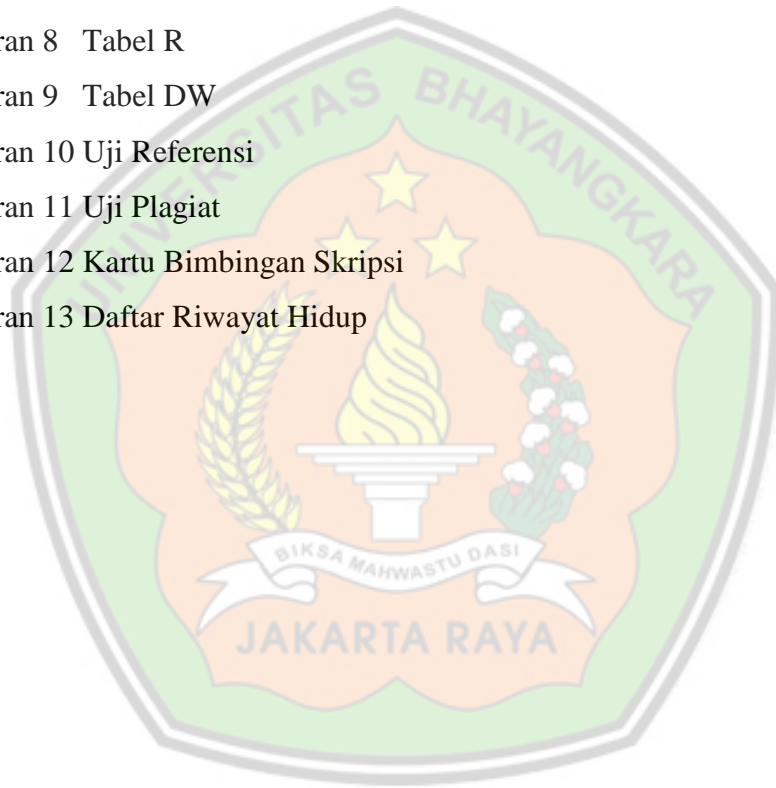 ran 8 Tabel R
ran 9 Tabel DW
ran 10 Uji Referensi
ran 11 Uji Plagiat
ran 12 Kartu Bimbingan Skripsi
ran 13 Daftar Riwayat Hidup
UNIVERSITAS BHAYANGKARA
BIKSA MAHWASTU DASI
JAKARTA RAYA